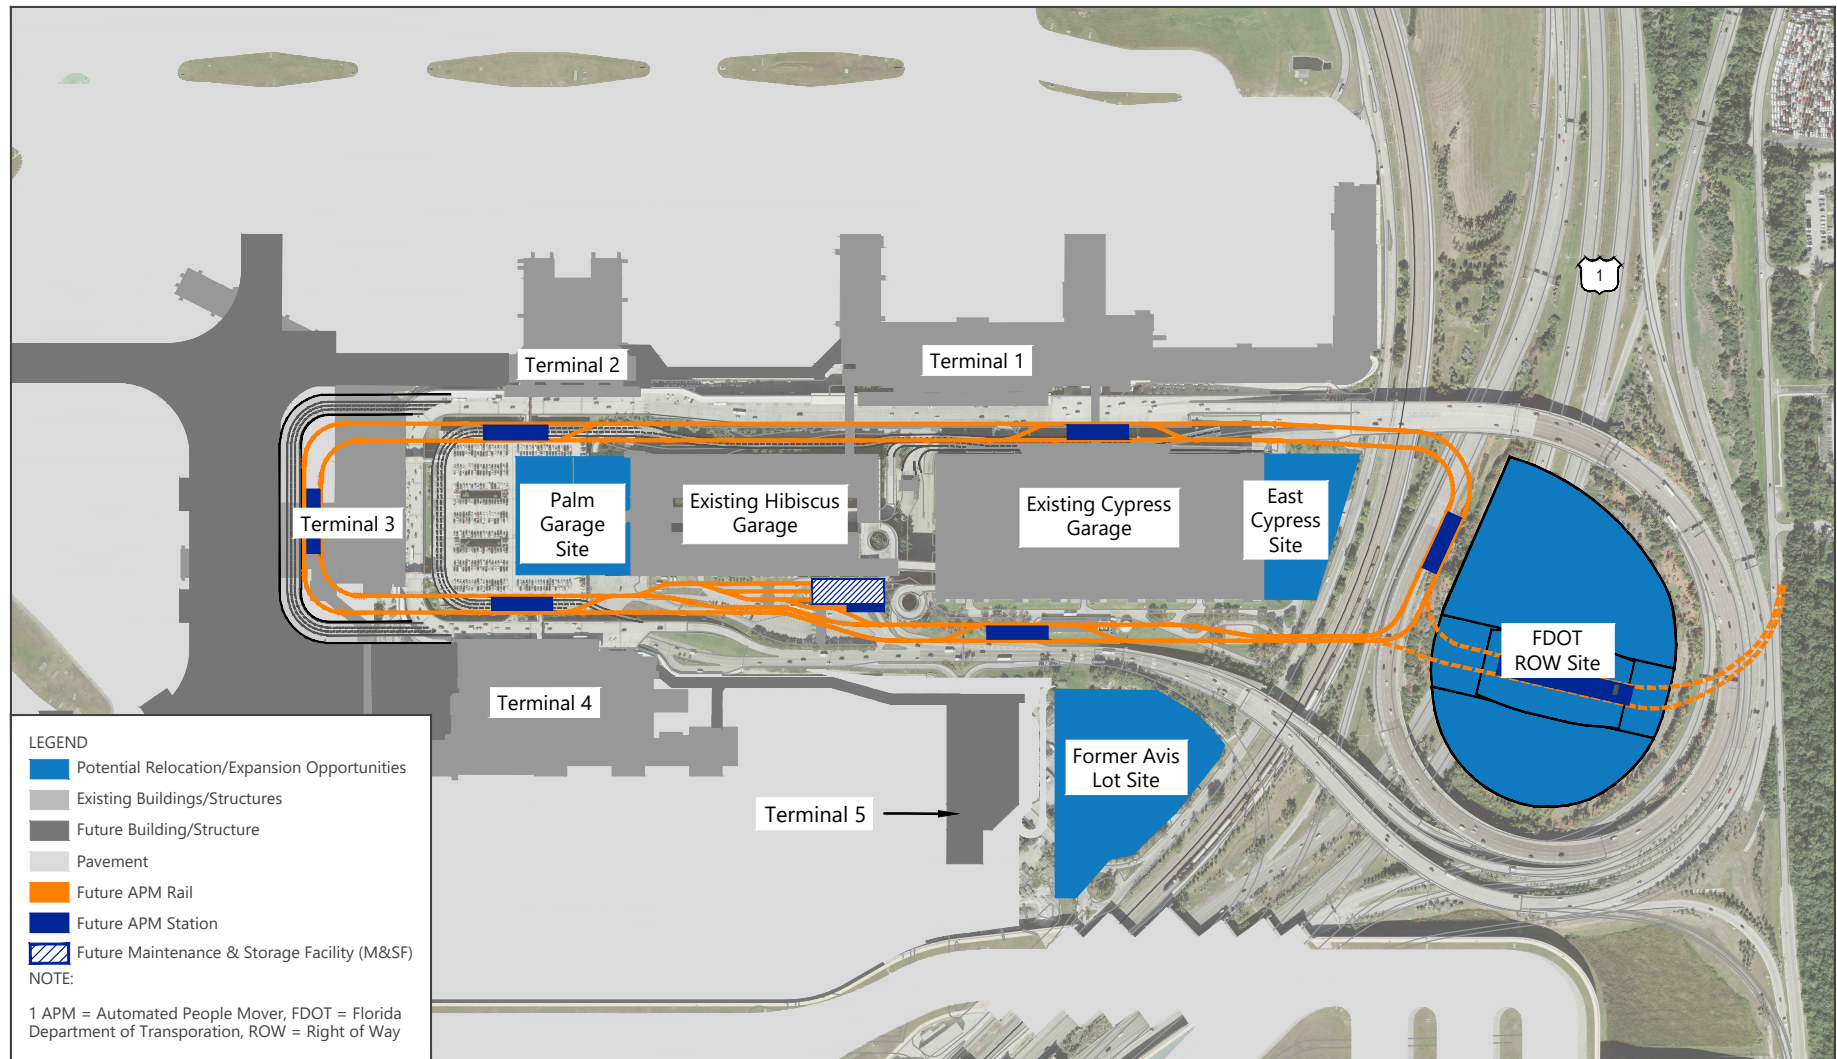 1
Terminal 2
Terminal 1
Terminal 3
Palm
Garage
Site
Existing Hibiscus
Garage
Existing Cypress
Garage
East
Cypress
Site
FDOT
ROW Site
Terminal 4
Former Avis
Lot Site
Terminal 5
LEGEND
Potential Relocation/Expansion Opportunities
Existing Buildings/Structures
Future Building/Structure
Pavement
Future APM Rail
Future APM Station
Future Maintenance & Storage Facility (M&SF)
NOTE:
1 APM = Automated People Mover, FDOT = Florida
Department of Transporation, ROW = Right of Way